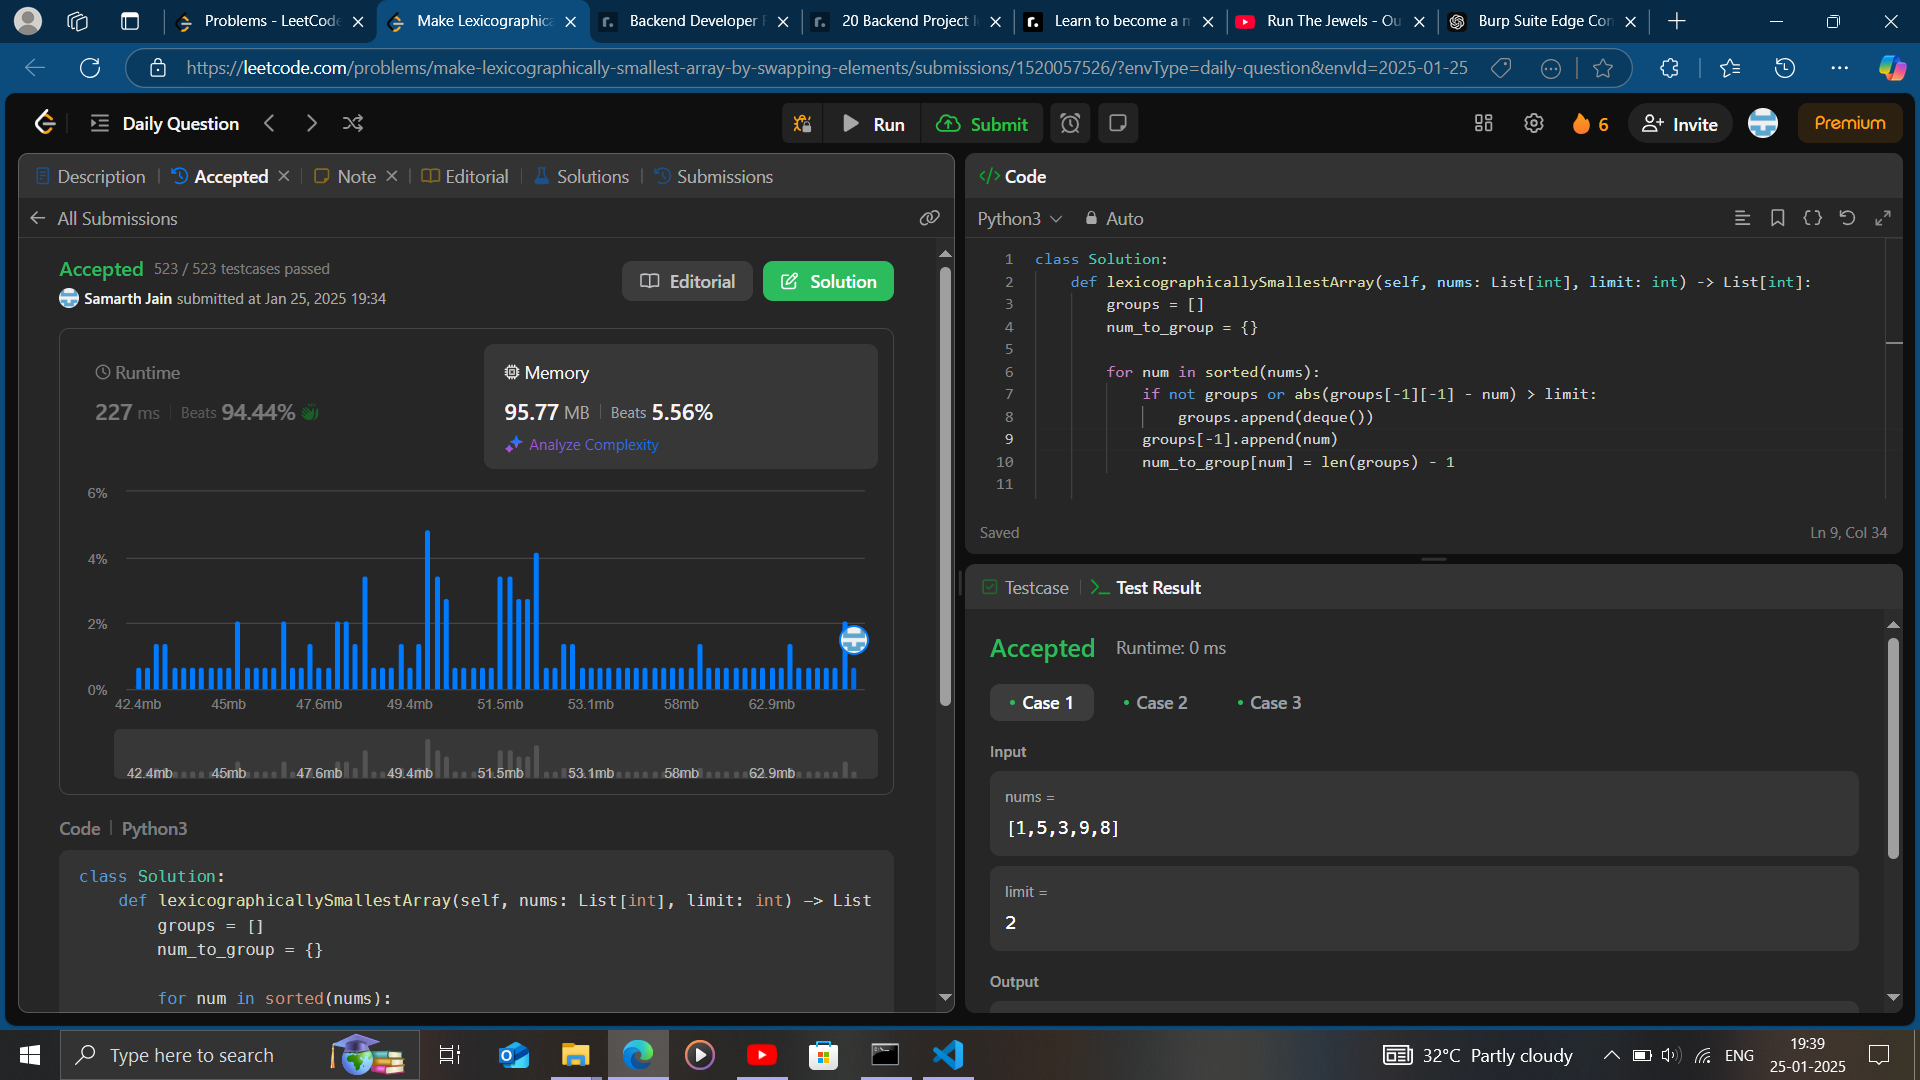 Problems - LeetCode
Make Lexicographica
Backend Developer
20 Backend Project I
Learn to become a m
Run The Jewels - Ou
Burp Suite Edge Con
https://leetcode.com/problems/make-lexicographically-smallest-array-by-swapping-elements/submissions/1520057526/?envType=daily-question&envId=2025-01-25
Daily Question
Run
Submit
6
Invite
Premium
Description
Accepted
Note
Editorial
Solutions
Submissions
All Submissions
Accepted 523 / 523 testcases passed
Samarth Jain submitted at Jan 25, 2025 19:34
Editorial
Solution
Runtime
227 ms
Beats 94.44%
Memory
95.77 MB
Beats 5.56%
Analyze Complexity
6%
4%
2%
0%
42.4mb 45mb 47.6mb 49.4mb 51.5mb 53.1mb 58mb 62.9mb
42.4mb 45mb 47.6mb 49.4mb 51.5mb 53.1mb 58mb 62.9mb
Code | Python3
class Solution:
def lexicographicallySmallestArray(self, nums: List[int], limit: int) -> List
groups = []
num_to_group = {}
for num in sorted(nums):
</> Code
Python3
Auto
1 class Solution:
2 def lexicographicallySmallestArray(self, nums: List[int], limit: int) -> List[int]:
3 groups = []
4 num_to_group = {}
5
6 for num in sorted(nums):
7 if not groups or abs(groups[-1][-1] - num) > limit:
8 groups.append(deque())
9 groups[-1].append(num)
10 num_to_group[num] = len(groups) - 1
11
Saved
Ln 9, Col 34
Testcase
Test Result
Accepted Runtime: 0 ms
Case 1
Case 2
Case 3
Input
nums =
[1,5,3,9,8]
limit =
2
Output
Type here to search
32°C Partly cloudy
ENG
19:39
25-01-2025